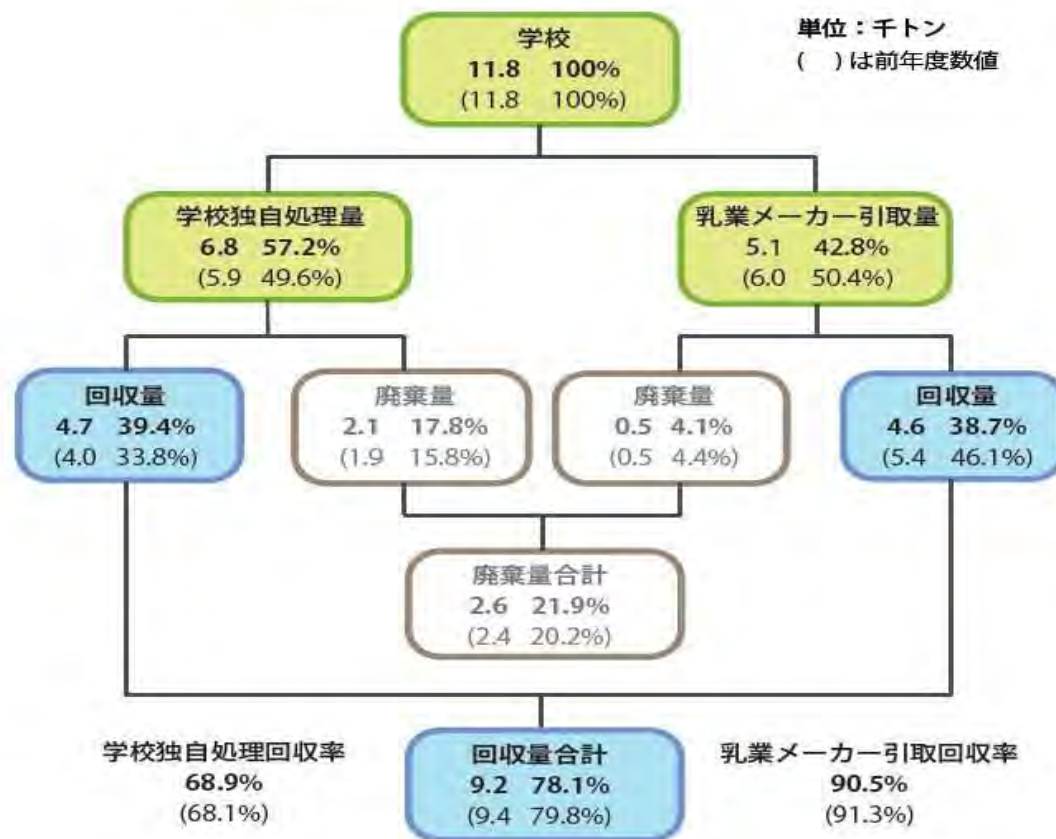 学校
11.8 100%
(11.8 100%)
単位：千トン
( ) は前年度数値
学校独自処理量
6.8 57.2%
(5.9 49.6%)
乳業メーカー引取量
5.1 42.8%
(6.0 50.4%)
回収量
4.7 39.4%
(4.0 33.8%)
廃棄量
2.1 17.8%
(1.9 15.8%)
廃棄量
0.5 4.1%
(0.5 4.4%)
回収量
4.6 38.7%
(5.4 46.1%)
廃棄量合計
2.6 21.9%
(2.4 20.2%)
学校独自処理回収率
68.9%
(68.1%)
回収量合計
9.2 78.1%
(9.4 79.8%)
乳業メーカー引取回収率
90.5%
(91.3%)